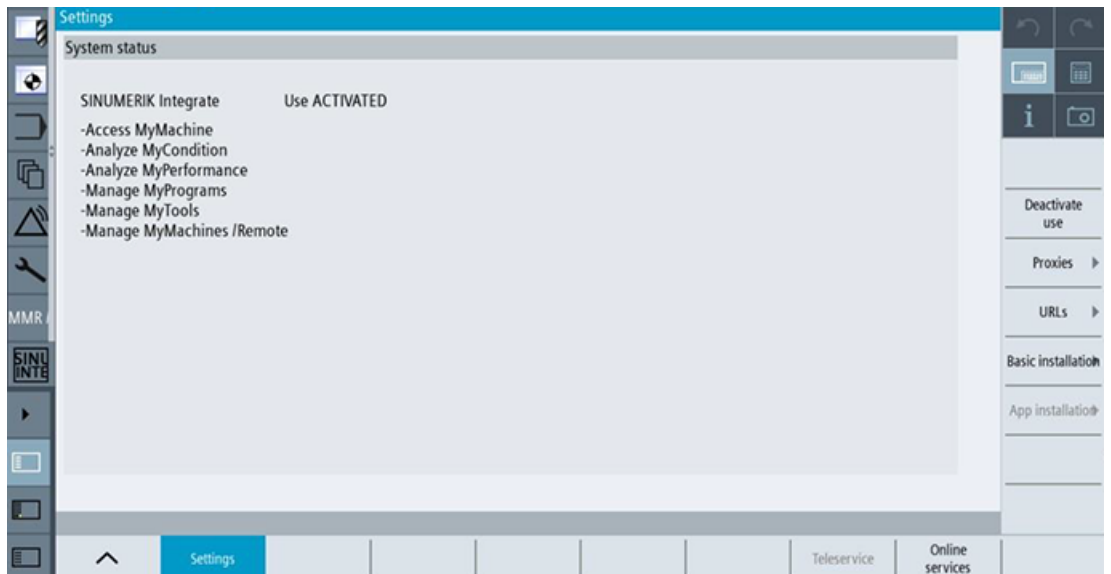 Settings
System status
SINUMERIK Integrate Use ACTIVATED
-Access MyMachine
-Analyze MyCondition
-Analyze MyPerformance
-Manage MyPrograms
-Manage MyTools
-Manage MyMachines /Remote
MMR /
SINU
INTE
Deactivate
use
Proxies
URLs
Basic installation
App installation
Settings
Teleservice
Online
services